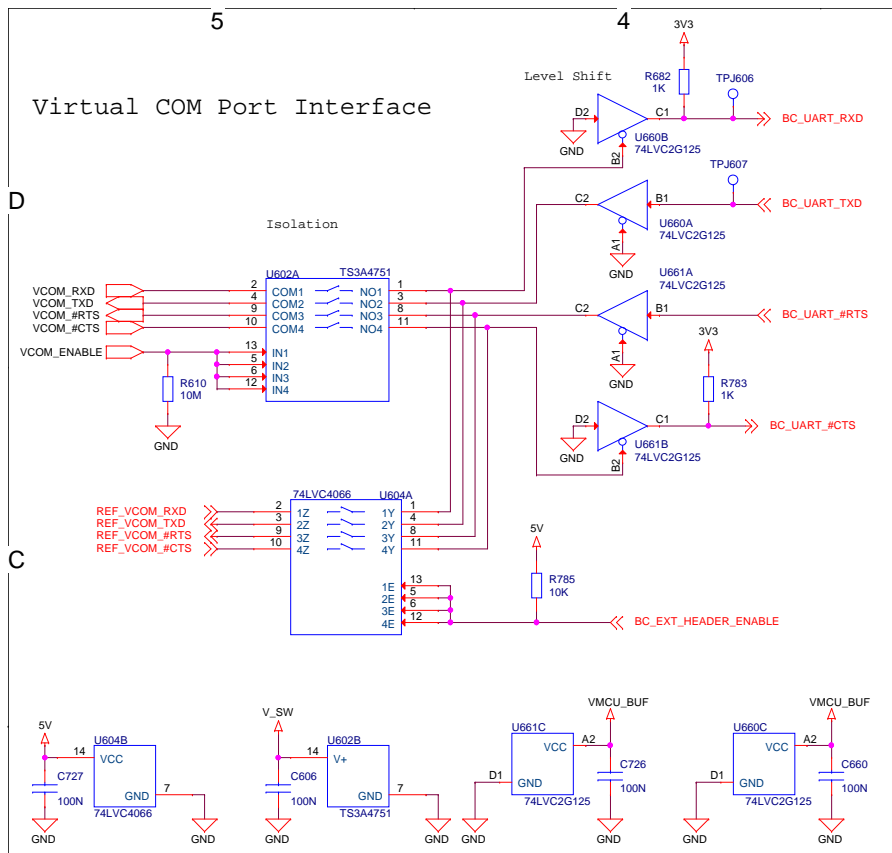 5 4
3V3
Level Shift
R682
1K
TPJ606
Virtual COM Port Interface
D2 C1 BC_UART_RXD
GND
U660B
74LVC2G125
B2
TPJ607
D
C2 B1 BC_UART_TXD
U660A
74LVC2G125
A1
GND
Isolation
U602A TS3A4751
U661A
74LVC2G125
VCOM_RXD 2 COM1 NO1 1
VCOM_TXD 4 COM2 NO2 3
VCOM_#RTS 9 COM3 NO3 8
VCOM_#CTS 10 COM4 NO4 11
C2 B1 BC_UART_#RTS
A1
GND
3V3
VCOM_ENABLE 13 IN1
5 IN2
6 IN3
12 IN4
R610
10M
GND
R783
1K
D2 C1 BC_UART_#CTS
GND
U661B
74LVC2G125
B2
74LVC4066 U604A
REF_VCOM_RXD 2 1Z 1Y 1
REF_VCOM_TXD 3 2Z 2Y 4
REF_VCOM_#RTS 9 3Z 3Y 8
REF_VCOM_#CTS 10 4Z 4Y 11
5V
C
R785
10K
1E 13
2E 5
3E 6
4E 12 BC_EXT_HEADER_ENABLE
5V
U604B
14 VCC
C727
100N
GND 7
74LVC4066
GND GND
V_SW
U602B
14 V+
C606
100N
GND 7
TS3A4751
GND GND
VMCU_BUF
U661C
VCC A2
D1 GND
C726
100N
74LVC2G125
GND GND
VMCU_BUF
U660C
VCC A2
D1 GND
C660
100N
74LVC2G125
GND GND